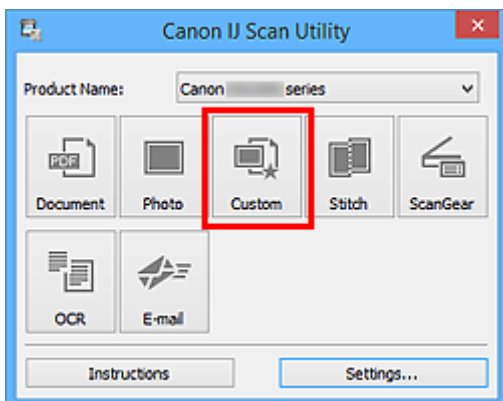 Canon IJ Scan Utility
Product Name: Canon series
PDF
Document Photo Custom Stitch ScanGear
OCR E-mail
Instructions Settings...